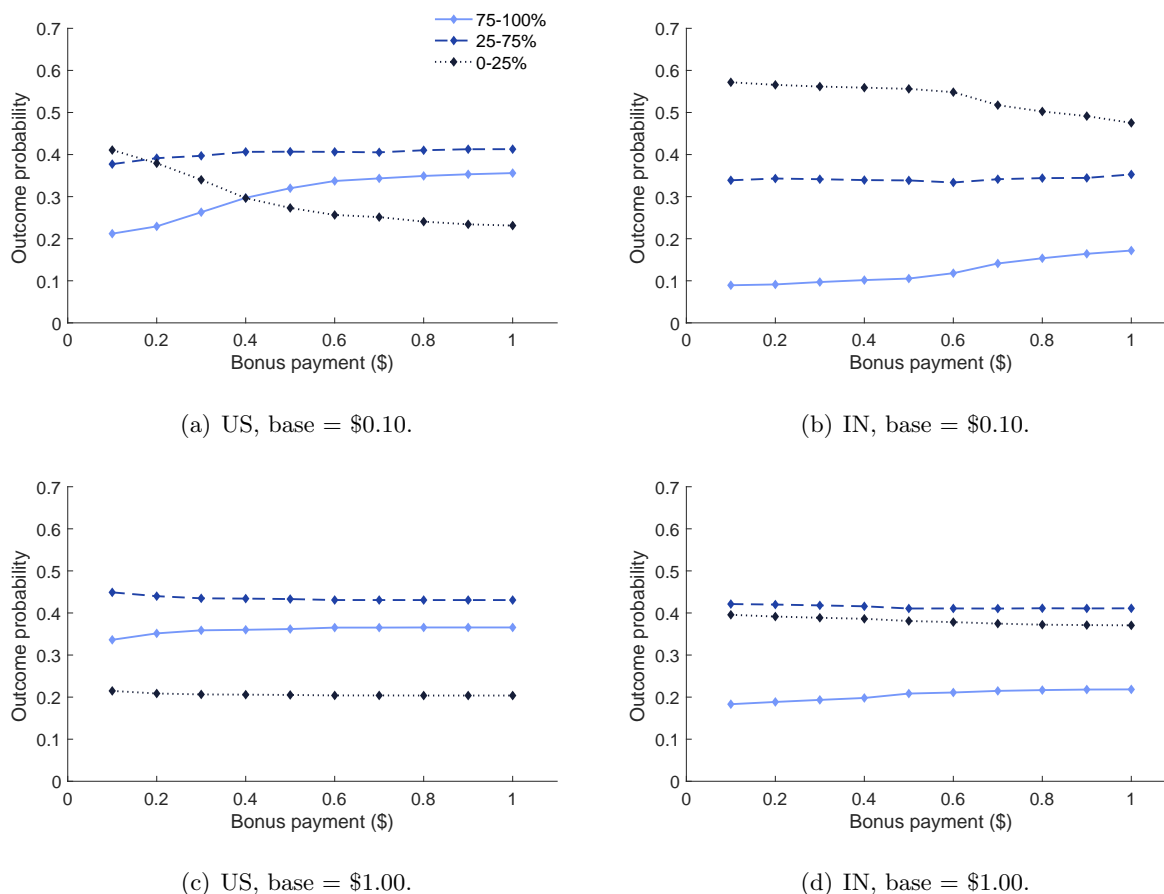 75-100%
25-75%
0-25%
0.7
0.6
0.5
0.4
0.3
0.2
0.1
0
Outcome probability
0 0.2 0.4 0.6 0.8 1
Bonus payment ($)
(a) US, base = $0.10.
0.7
0.6
0.5
0.4
0.3
0.2
0.1
0
Outcome probability
0 0.2 0.4 0.6 0.8 1
Bonus payment ($)
(b) IN, base = $0.10.
0.7
0.6
0.5
0.4
0.3
0.2
0.1
0
Outcome probability
0 0.2 0.4 0.6 0.8 1
Bonus payment ($)
(c) US, base = $1.00.
0.7
0.6
0.5
0.4
0.3
0.2
0.1
0
Outcome probability
0 0.2 0.4 0.6 0.8 1
Bonus payment ($)
(d) IN, base = $1.00.